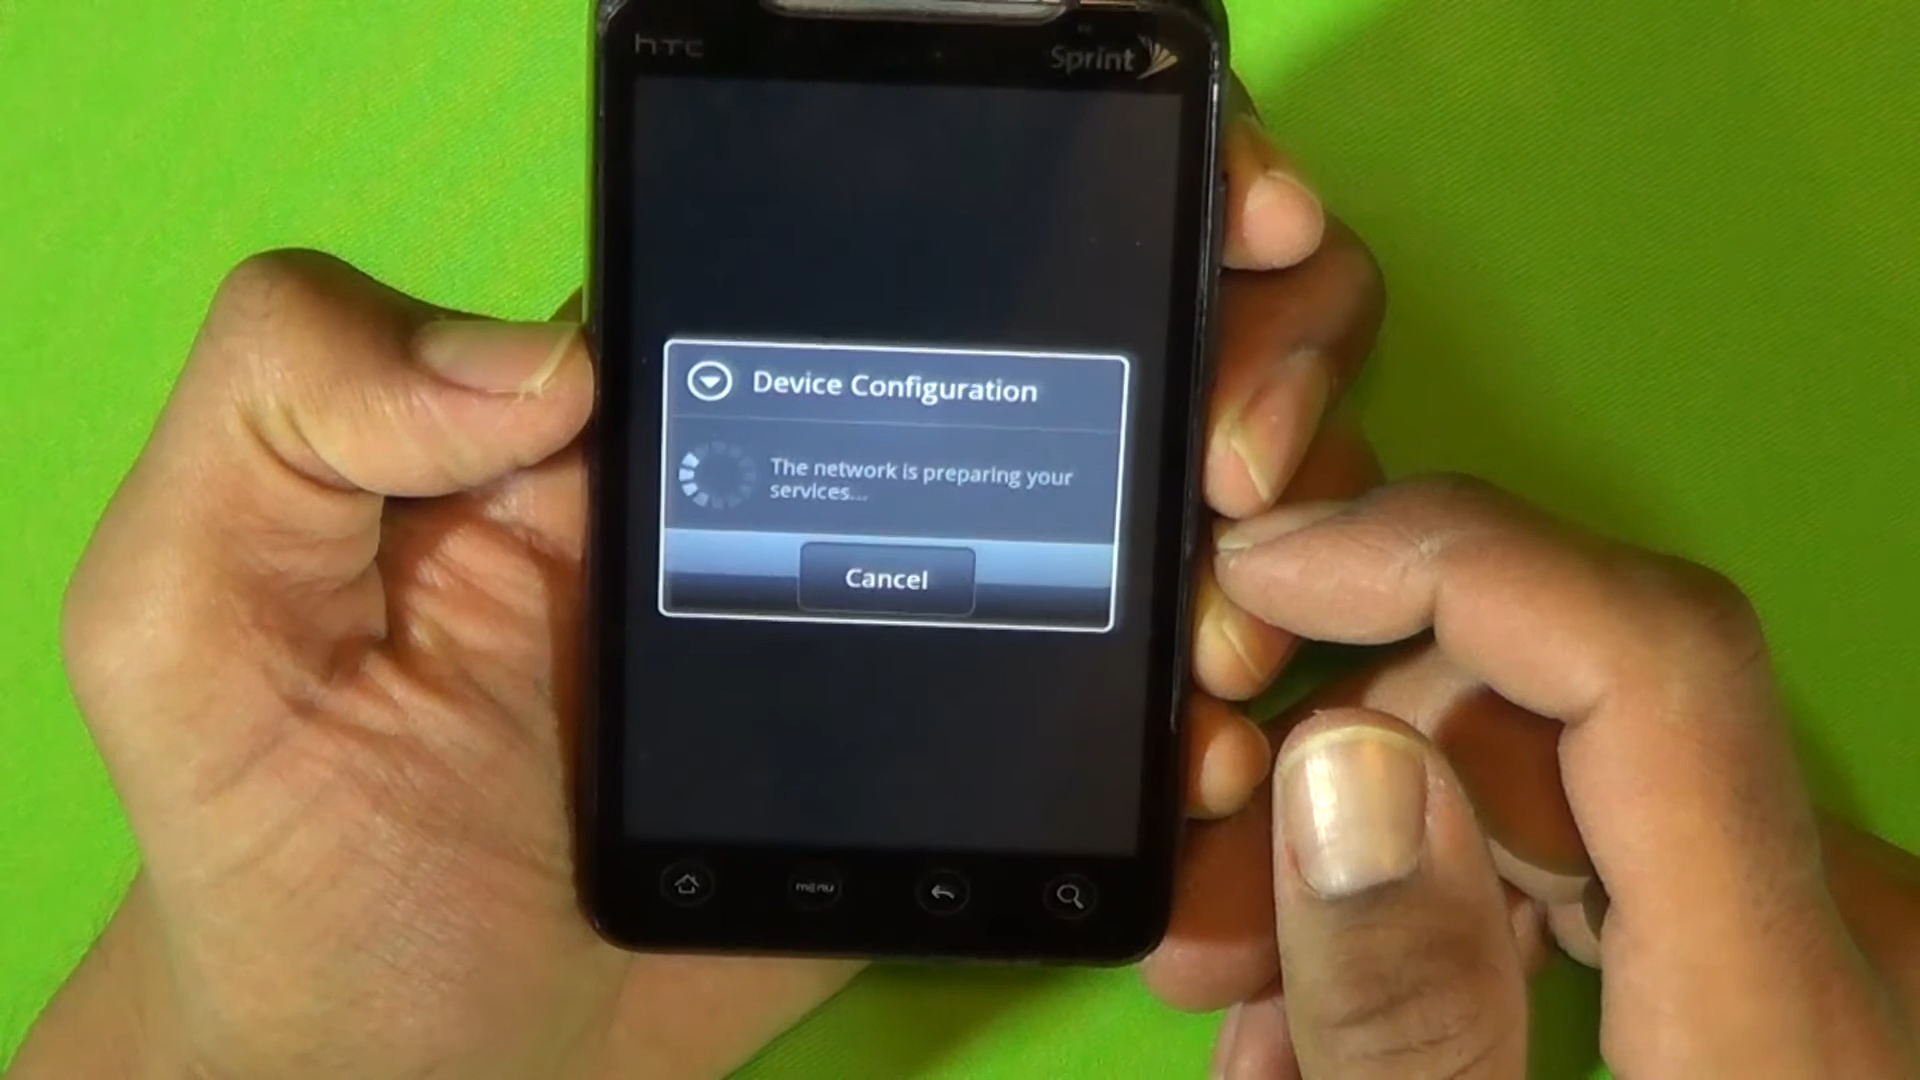 hTC
Sprint
Device Configuration
The network is preparing your
services...
Cancel
menu